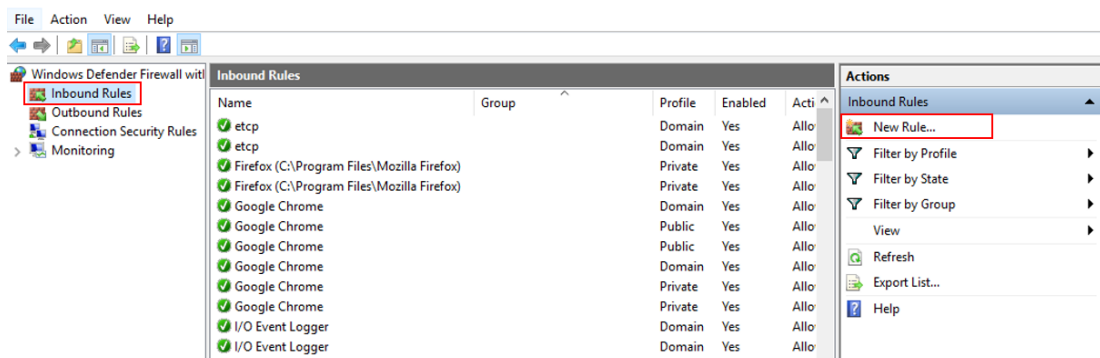 File Action View Help
Windows Defender Firewall witl
Inbound Rules
Outbound Rules
Connection Security Rules
Monitoring
Inbound Rules
Name Group Profile Enabled Acti
etcp Domain Yes Allo
etcp Domain Yes Allo
Firefox (C:\Program Files\Mozilla Firefox) Private Yes Allo
Firefox (C:\Program Files\Mozilla Firefox) Private Yes Allo
Google Chrome Domain Yes Allo
Google Chrome Public Yes Allo
Google Chrome Public Yes Allo
Google Chrome Domain Yes Allo
Google Chrome Private Yes Allo
Google Chrome Private Yes Allo
I/O Event Logger Domain Yes Allo
I/O Event Logger Domain Yes Allo
Actions
Inbound Rules
New Rule...
Filter by Profile
Filter by State
Filter by Group
View
Refresh
Export List...
Help